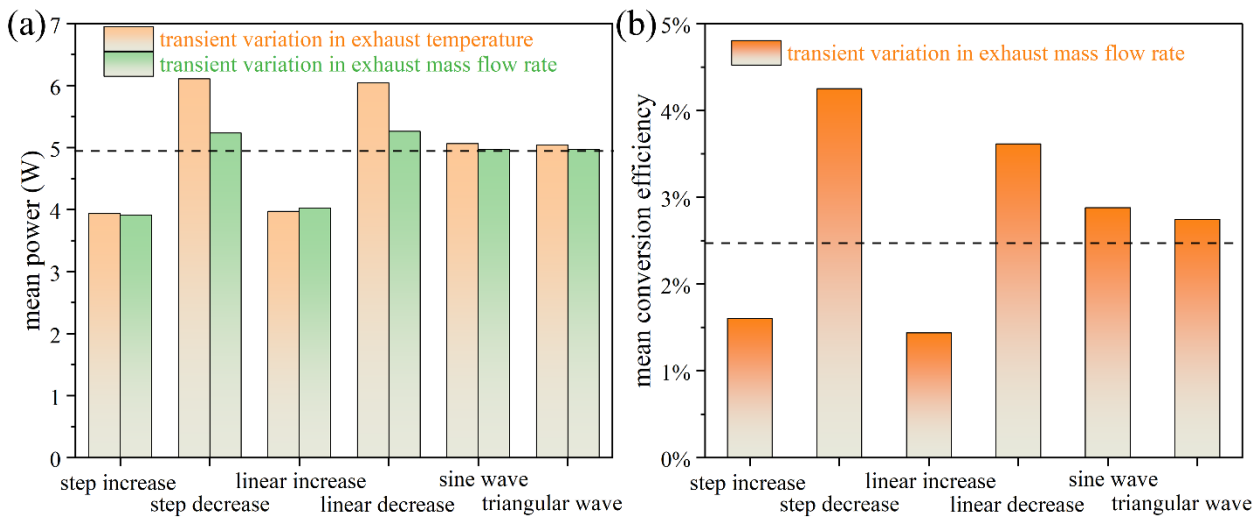 (a)
transient variation in exhaust temperature
transient variation in exhaust mass flow rate
mean power (W)
7
6
5
4
3
2
1
0
step increase
step decrease
linear increase
linear decrease
sine wave
triangular wave
(b)
transient variation in exhaust mass flow rate
mean conversion efficiency
5%
4%
3%
2%
1%
0%
step increase
step decrease
linear increase
linear decrease
sine wave
triangular wave